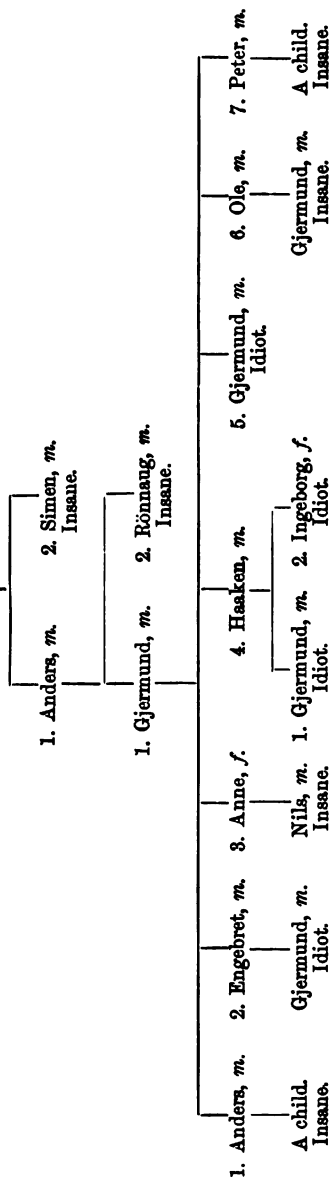 1. Anders, m. 2. Simen, m.
Insane.
1. Gjermund, m. 2. Rönnaug, m.
Insane.
1. Anders, m. 2. Engebret, m. 3. Anne, f. 4. Haaken, m. 5. Gjermund, m. 6. Ole, m. 7. Peter, m.
Idiot.
A child. Gjermund, m. Nils, m. 1. Gjermund, m. 2. Ingeborg, f. Gjermund, m. A child.
Insane. Idiot. Insane. Idiot. Idiot. Insane. Insane.